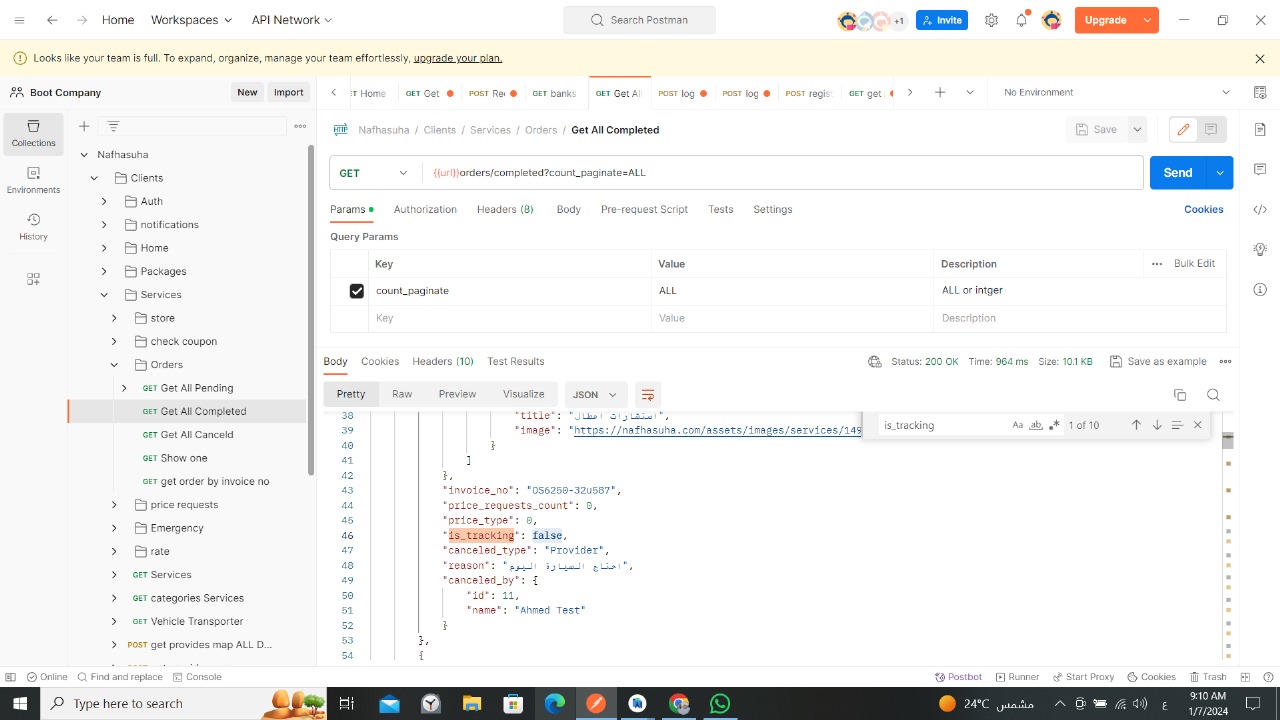 Home Workspaces API Network Search Postman +1 Invite Upgrade
Looks like your team is full. To expand, organize, manage your team effortlessly, upgrade your plan.
Boot Company New Import
Home GET Get POST Re GET banks GET Get Al POST log POST log POST regist GET get No Environment
Collections
Environments
History
Nafhasuha
Clients
Auth
notifications
Home
Packages
Services
store
check coupon
Orders
GET Get All Pending
GET Get All Completed
GET Get All Canceld
GET Show one
GET get order by invoice no
price requests
Emergency
rate
GET Services
GET categories Services
GET Vehicle Transporter
POST get provides map ALL D...
HTTP Nafhasuha / Clients / Services / Orders / Get All Completed Save
GET {{url}}orders/completed?count_paginate=ALL Send
Params Authorization Headers (8) Body Pre-request Script Tests Settings Cookies
Query Params
Key Value Description Bulk Edit
count_paginate ALL ALL or intger
Key Value Description
Body Cookies Headers (10) Test Results Status: 200 OK Time: 964 ms Size: 10.1 KB Save as example
Pretty Raw Preview Visualize JSON
is_tracking Aa ab 1 of 10
38 "title": "استشارات اعطال",
39 "image": "https://nafhasuha.com/assets/images/services/149
40 }
41 ]
42 },
43 "invoice_no": "OS6250-32u587",
44 "price_requests_count": 0,
45 "price_type": 0,
46 "is_tracking": false,
47 "canceled_type": "Provider",
48 "reason": "احتاج السيارة اليوم",
49 "canceled_by": {
50 "id": 11,
51 "name": "Ahmed Test"
52 }
53 },
54 {
Online Find and replace Console Postbot Runner Start Proxy Cookies Trash
Type here to search 24°C مشمس ع 9:10 AM
1/7/2024